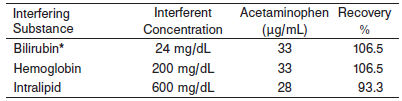 Interfering Interferent Acetaminophen Recovery
Substance Concentration (µg/mL) %
Bilirubin* 24 mg/dL 33 106.5
Hemoglobin 200 mg/dL 33 106.5
Intralipid 600 mg/dL 28 93.3